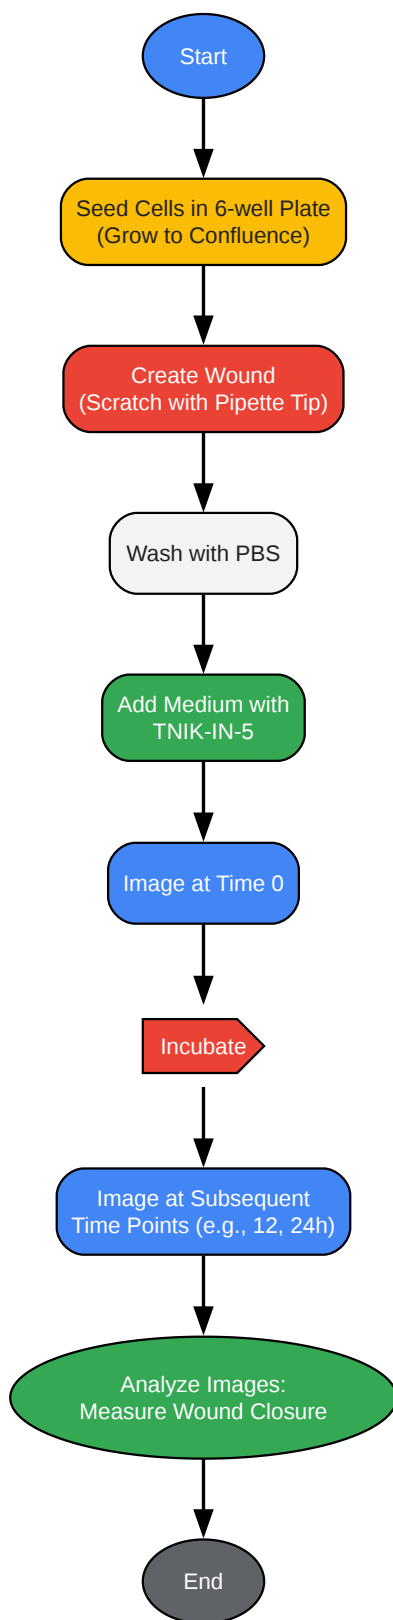 Start
Seed Cells in 6-well Plate
(Grow to Confluence)
Create Wound
(Scratch with Pipette Tip)
Wash with PBS
Add Medium with
TNIK-IN-5
Image at Time 0
Incubate
Image at Subsequent
Time Points (e.g., 12, 24h)
Analyze Images:
Measure Wound Closure
End